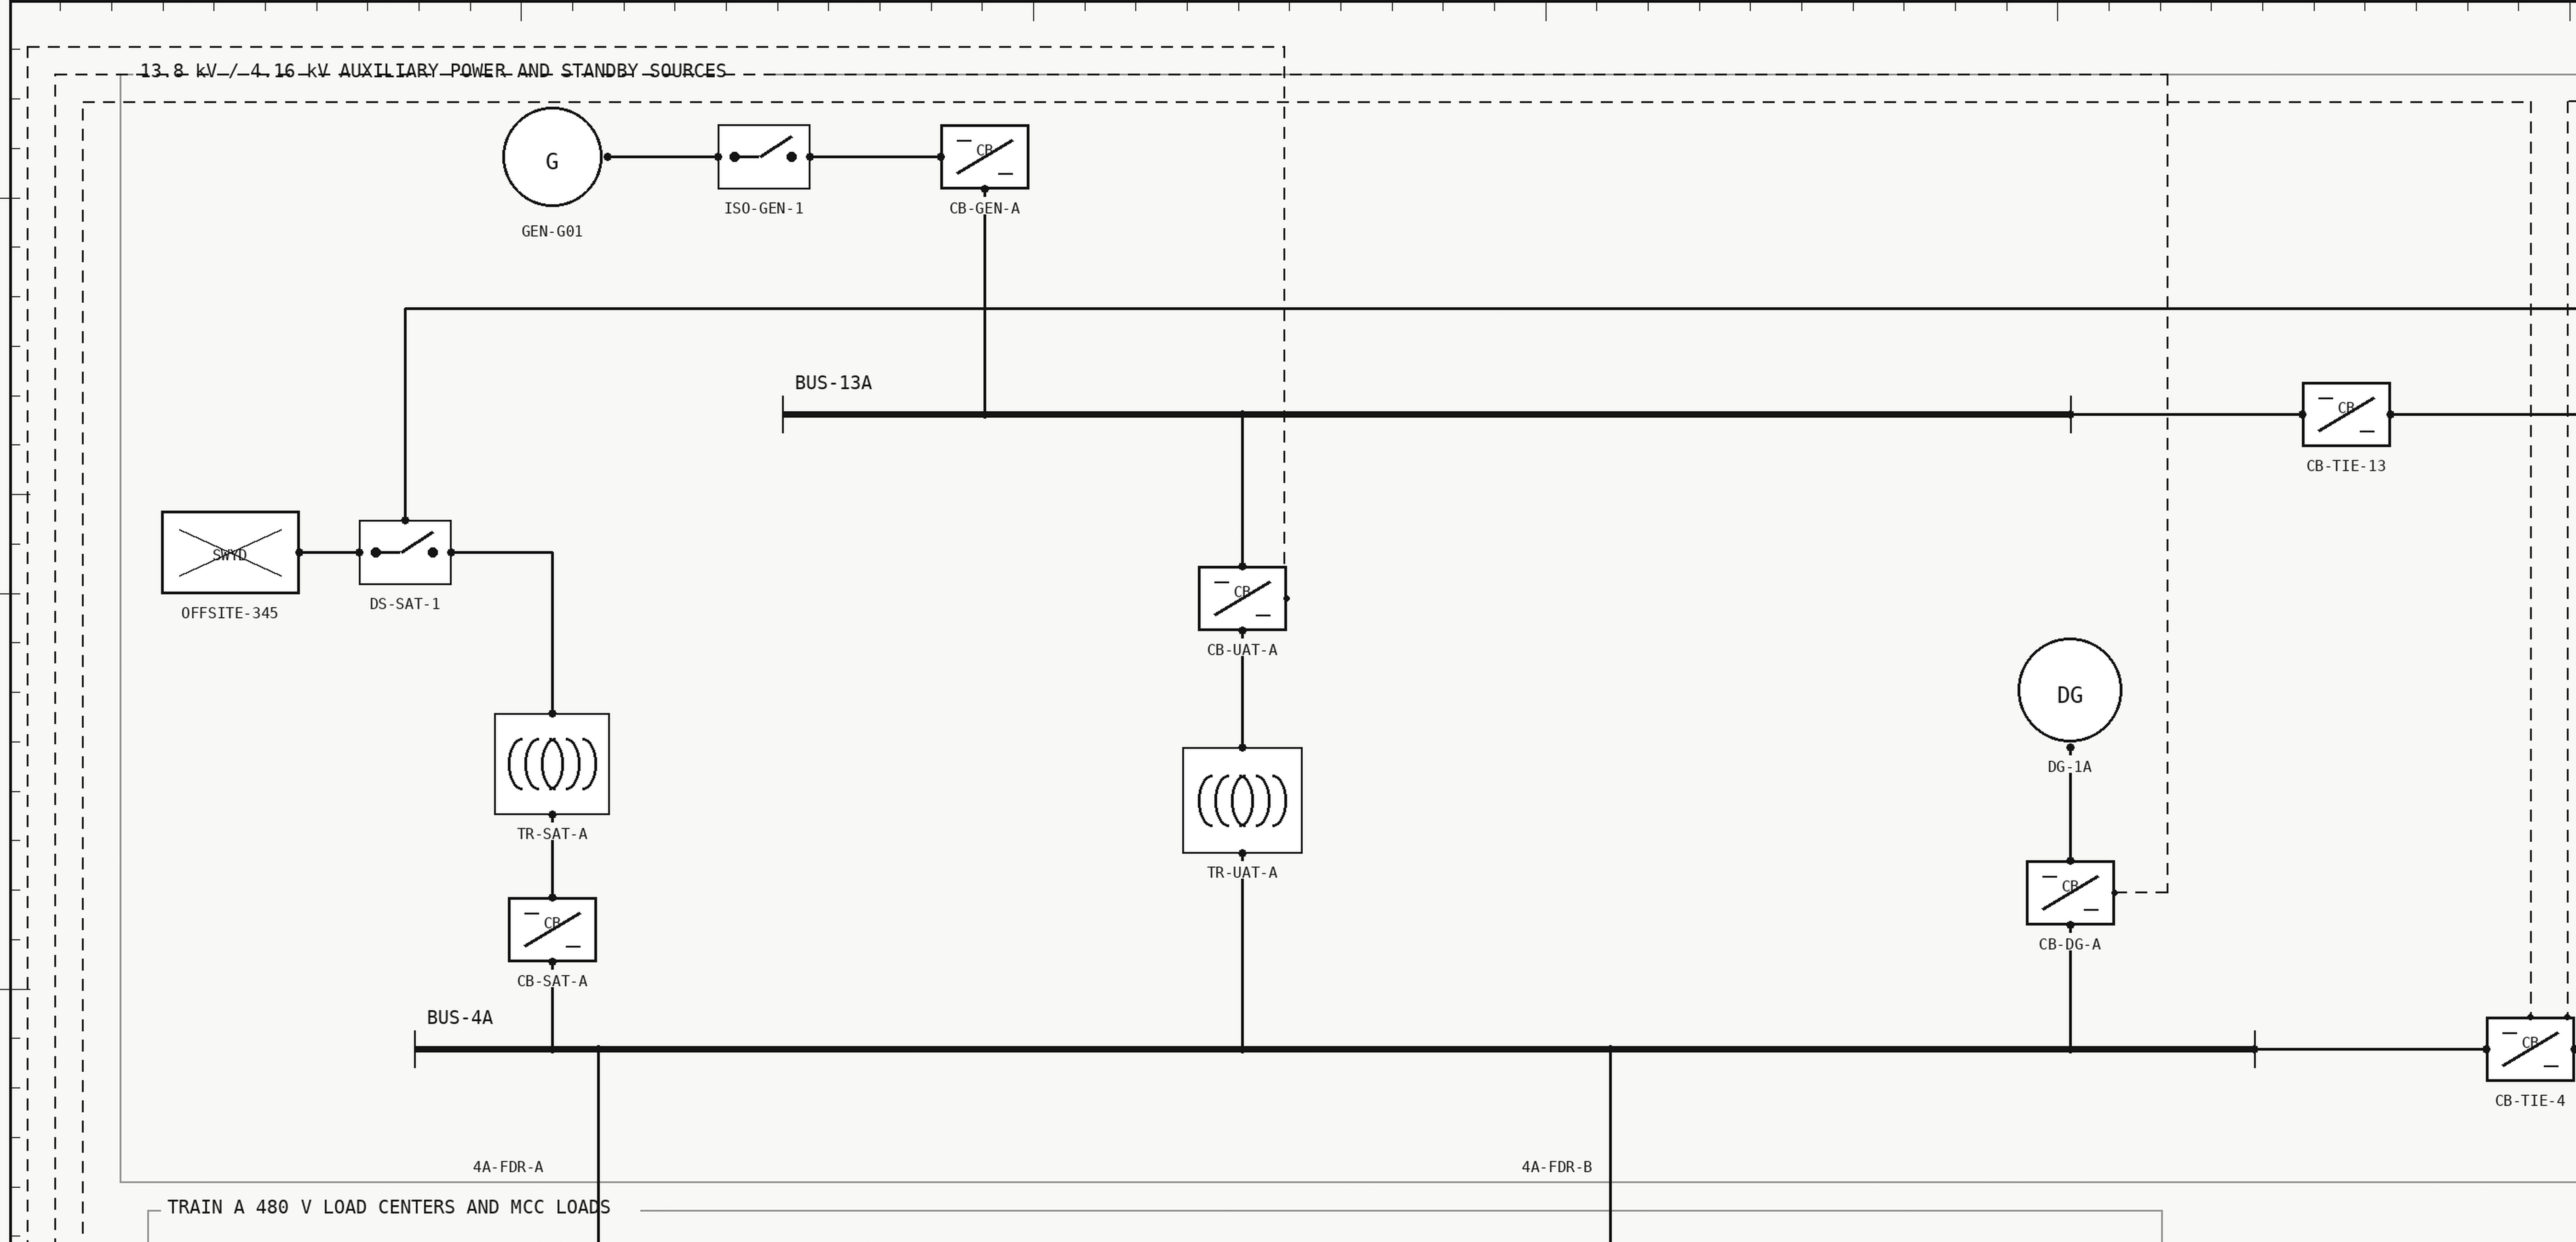 13.8 kV / 4.16 kV AUXILIARY POWER AND STANDBY SOURCES
G
CB
GEN-G01
ISO-GEN-1
CB-GEN-A
BUS-13A
CB
CB-TIE-13
SWYD
OFFSITE-345
DS-SAT-1
CB
CB-UAT-A
DG
DG-1A
TR-SAT-A
TR-UAT-A
CB
CB-DG-A
CB
CB-SAT-A
BUS-4A
CB
CB-TIE-4
4A-FDR-A
4A-FDR-B
TRAIN A 480 V LOAD CENTERS AND MCC LOADS